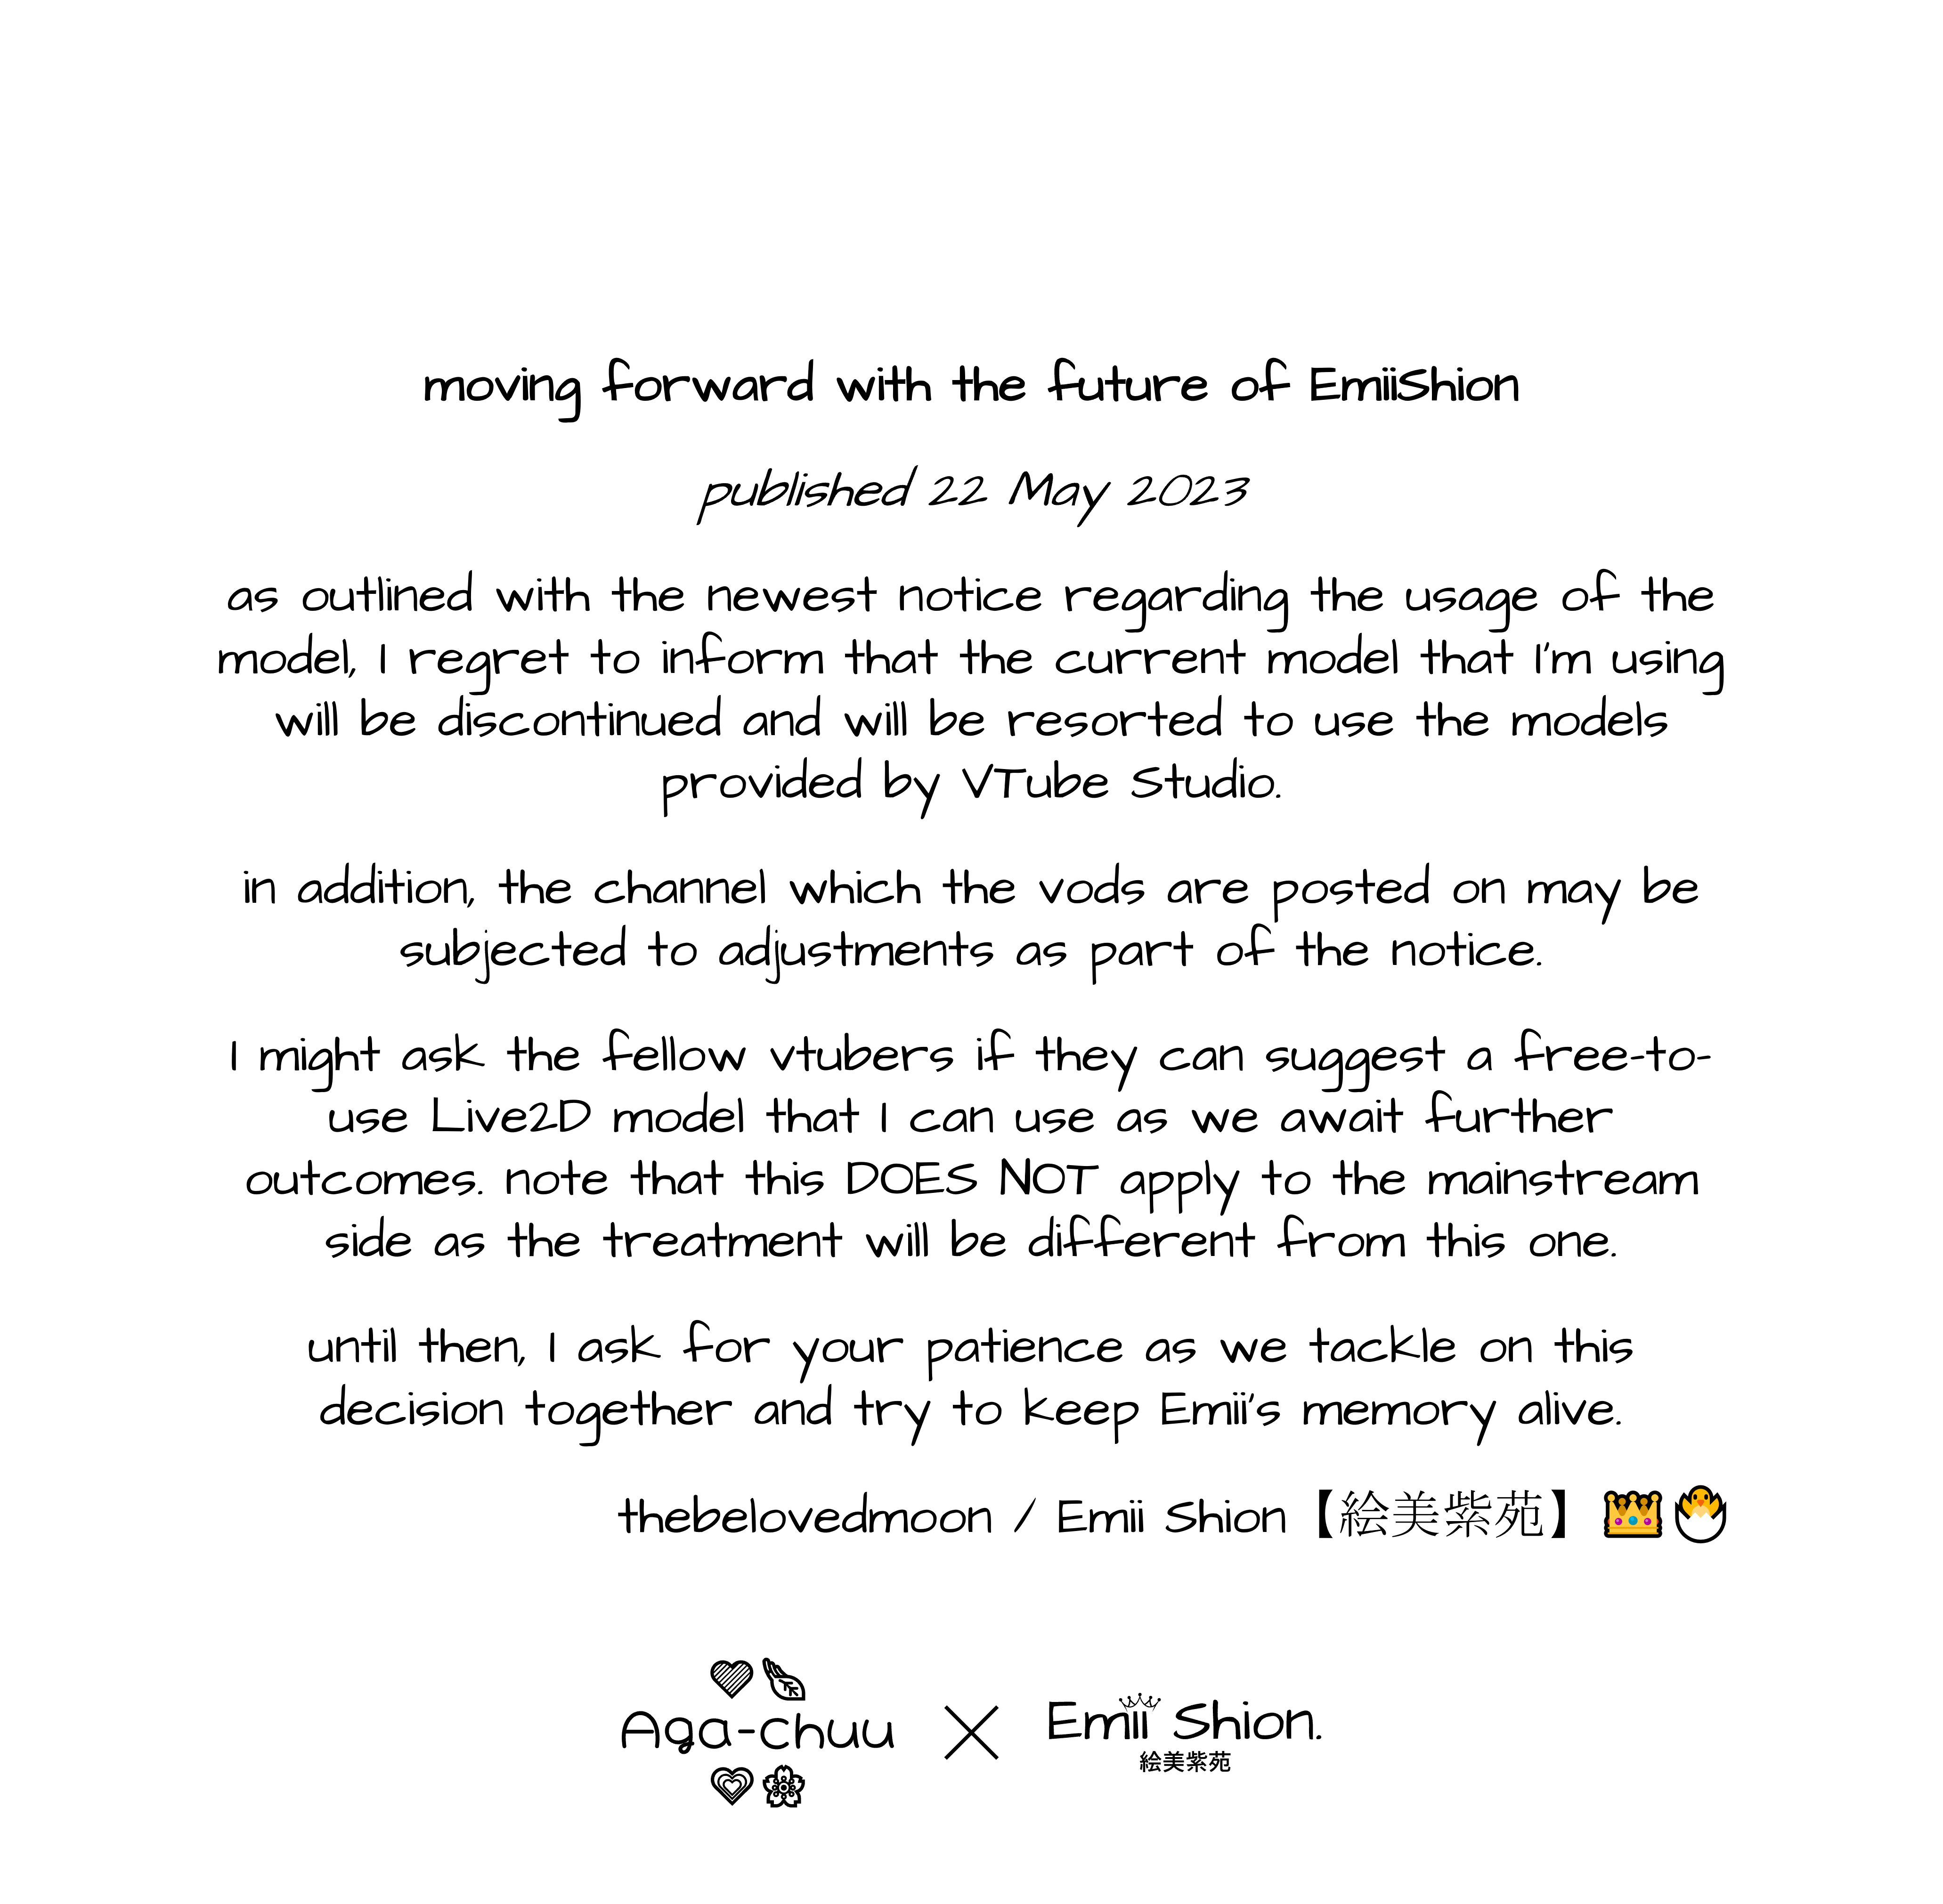 moving forward with the future of EmiiShion
published 22 May 2023
as outlined with the newest notice regarding the usage of the
model, I regret to inform that the current model that I'm using
will be discontinued and will be resorted to use the models
provided by VTube Studio.
in addition, the channel which the vods are posted on may be
subjected to adjustments as part of the notice.
I might ask the fellow vtubers if they can suggest a free-to-
use Live2D model that I can use as we await further
outcomes. note that this DOES NOT apply to the mainstream
side as the treatment will be different from this one.
until then, I ask for your patience as we tackle on this
decision together and try to keep Emii's memory alive.
thebelovedmoon / Emii Shion【絵美紫苑】 👑🐣
Aga-chuu
Emii Shion.
絵美紫苑